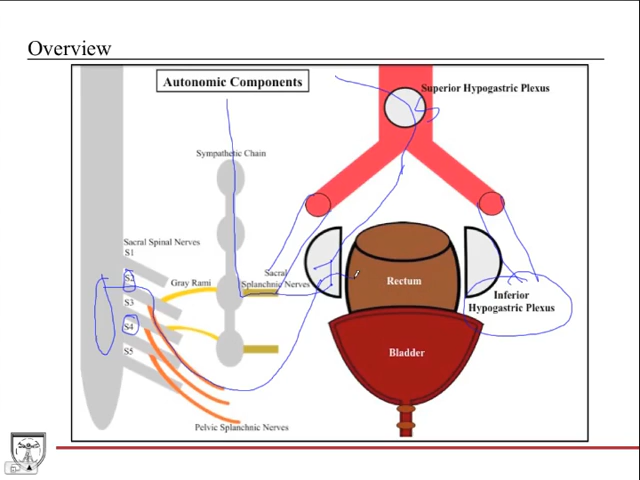 Overview
Autonomic Components
Superior Hypogastric Plexus
Sympathetic Chain
Sacral Spinal Nerves
S1
S2
S3
S4
S5
Gray Rami
Sacral
Splanchnic Nerves
Rectum
Inferior
Hypogastric Plexus
Bladder
Pelvic Splanchnic Nerves